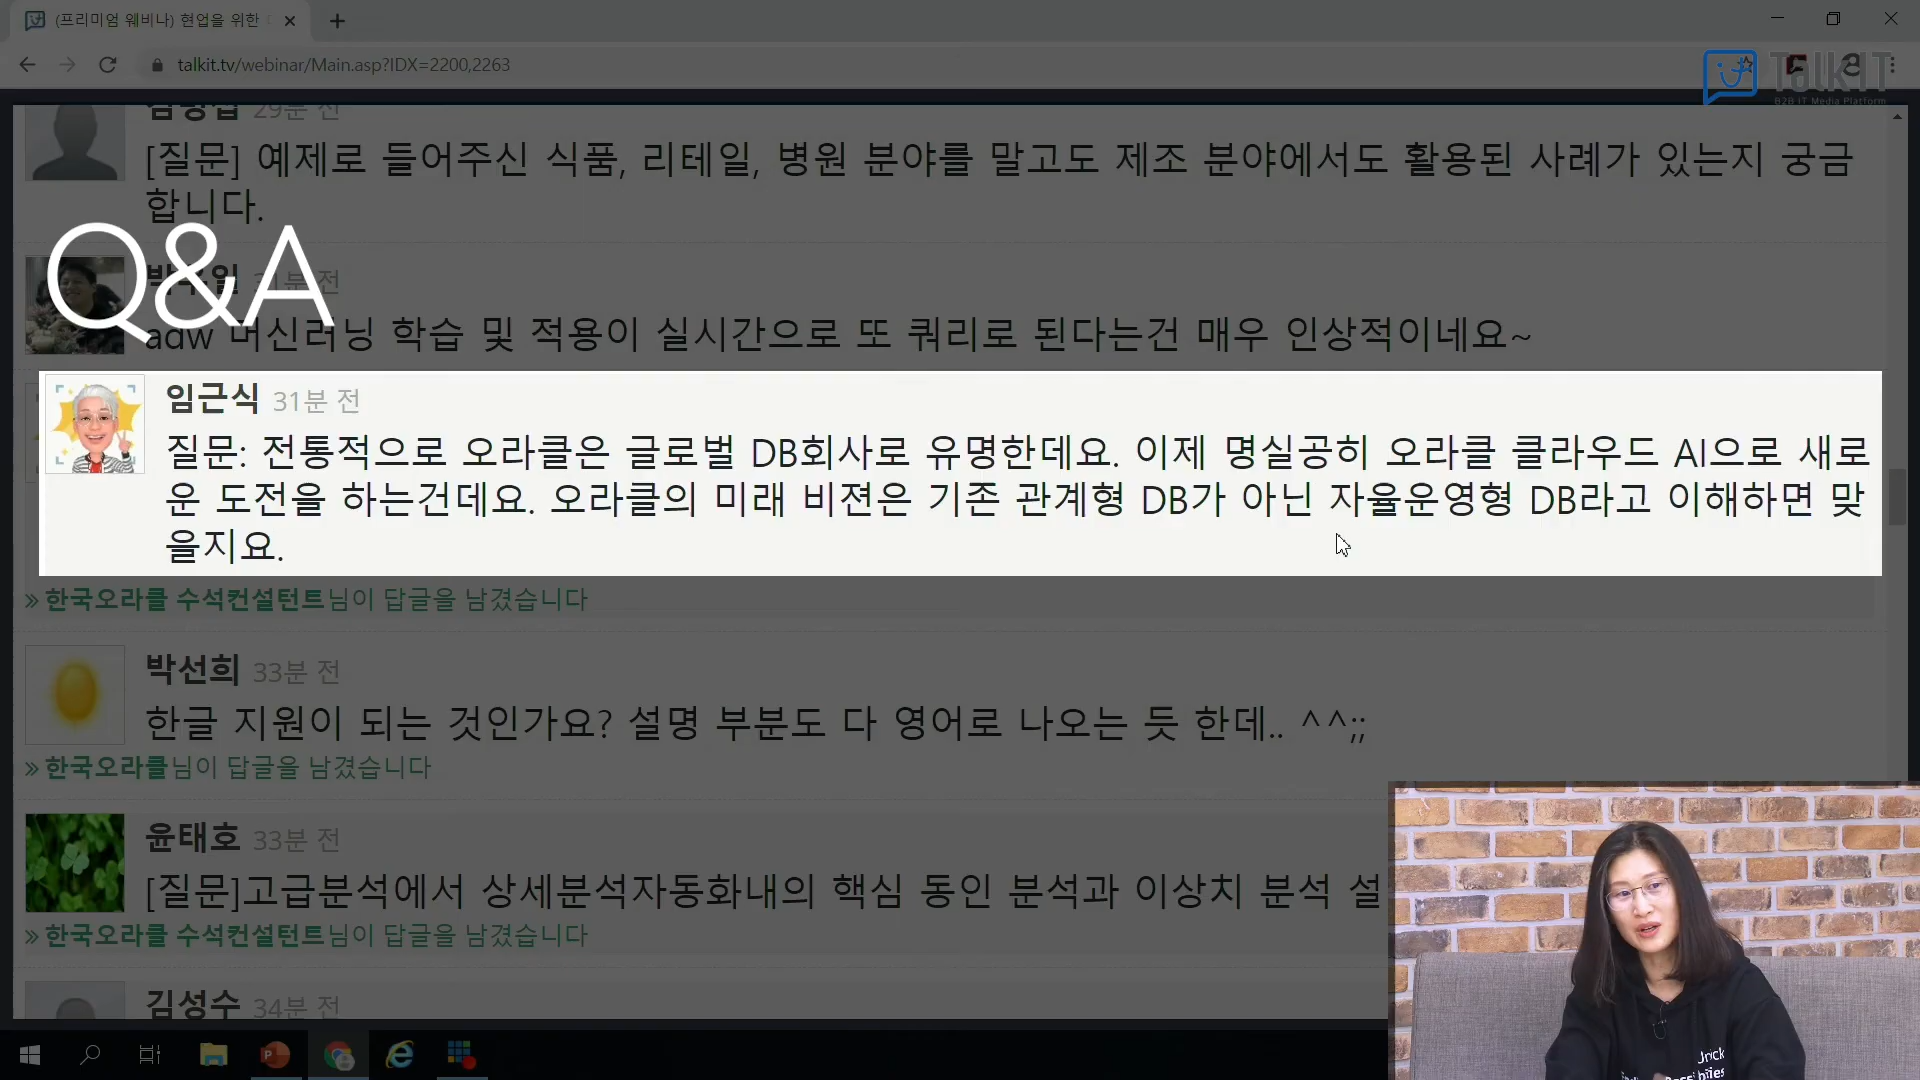 (프리미엄 웨비나) 현업을 위한
talkit.tv/webinar/Main.asp?IDX=2200,2263
TalkIT
B2B IT Media Platform
29분 전
[질문] 예제로 들어주신 식품, 리테일, 병원 분야를 말고도 제조 분야에서도 활용된 사례가 있는지 궁금
합니다.
Q&A
전
adw 머신러닝 학습 및 적용이 실시간으로 또 쿼리로 된다는건 매우 인상적이네요~
임근식 31분 전
질문: 전통적으로 오라클은 글로벌 DB회사로 유명한데요. 이제 명실공히 오라클 클라우드 AI으로 새로
운 도전을 하는건데요. 오라클의 미래 비젼은 기존 관계형 DB가 아닌 자율운영형 DB라고 이해하면 맞
을지요.
» 한국오라클 수석컨설턴트님이 답글을 남겼습니다
박선희 33분 전
한글 지원이 되는 것인가요? 설명 부분도 다 영어로 나오는 듯 한데.. ^^;;
» 한국오라클님이 답글을 남겼습니다
윤태호 33분 전
[질문]고급분석에서 상세분석자동화내의 핵심 동인 분석과 이상치 분석 설
» 한국오라클 수석컨설턴트님이 답글을 남겼습니다
김성수 34분 전